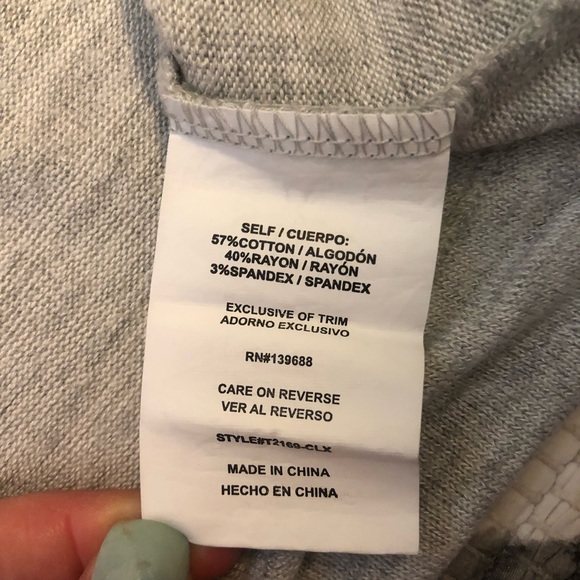 SELF / CUERPO:
57%COTTON / ALGODÓN
40%RAYON / RAYÓN
3%SPANDEX / SPANDEX
EXCLUSIVE OF TRIM
ADORNO EXCLUSIVO
RN#139688
CARE ON REVERSE
VER AL REVERSO
STYLE#T2169-CLX
MADE IN CHINA
HECHO EN CHINA